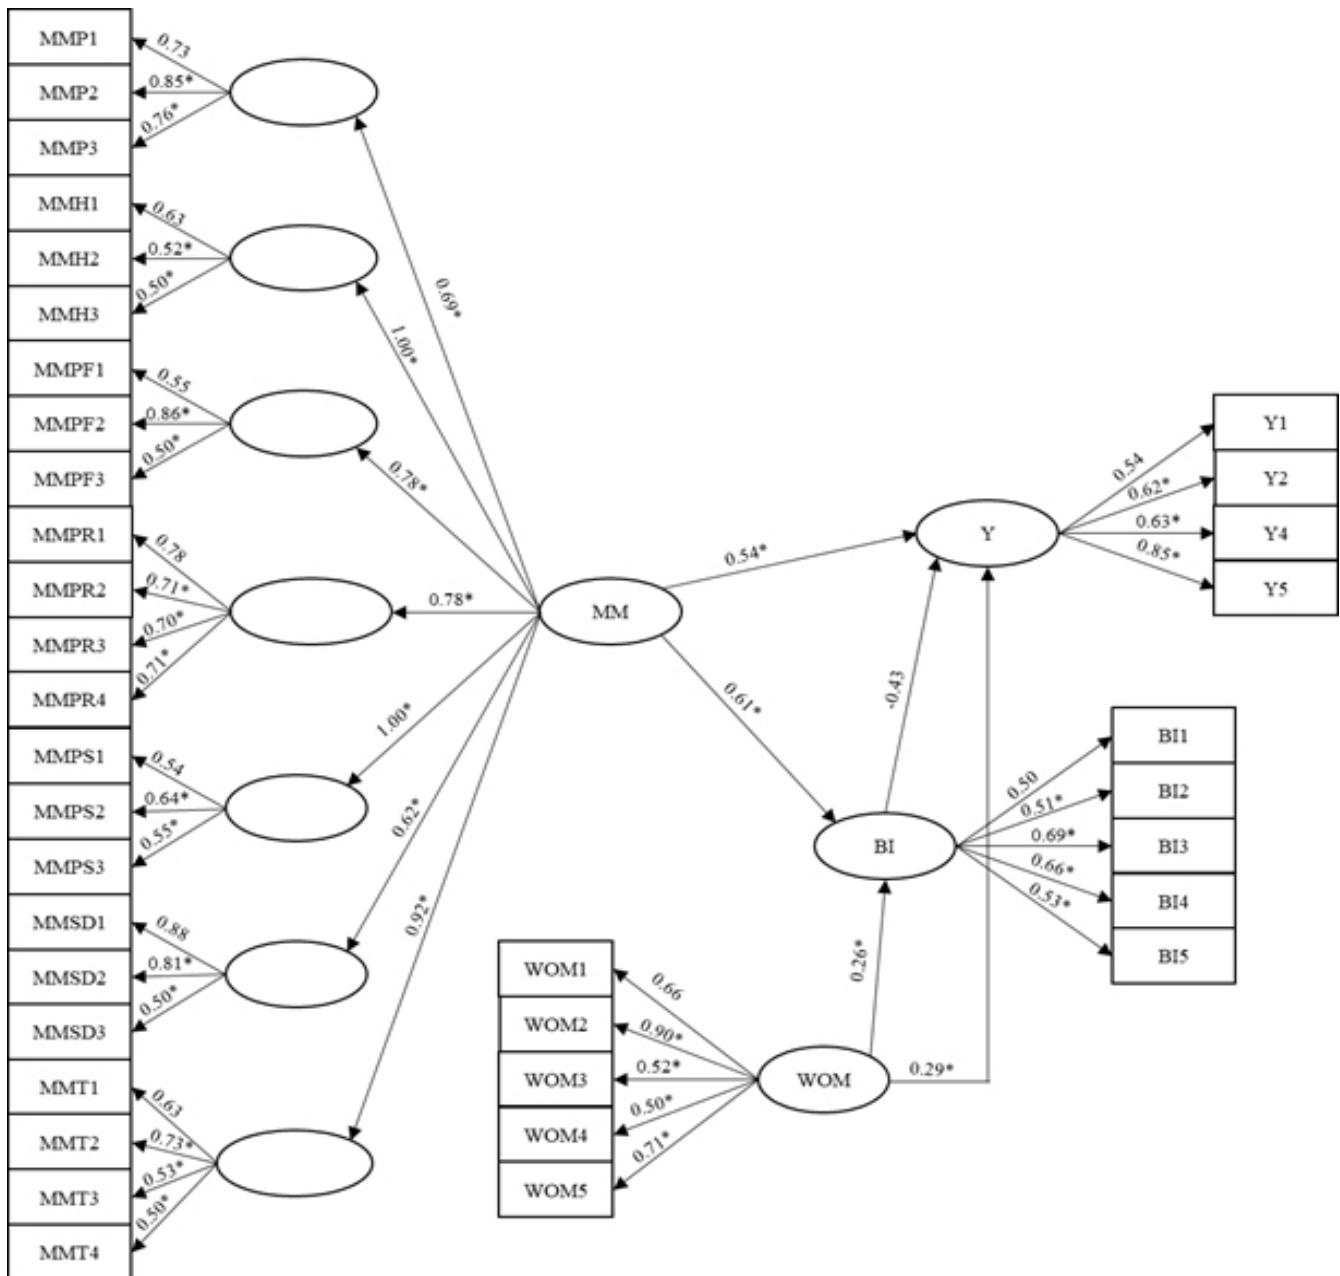 MMP1
MMP2
MMP3
MMH1
MMH2
MMH3
MMPF1
MMPF2
MMPF3
MMPR1
MMPR2
MMPR3
MMPR4
MMPS1
MMPS2
MMPS3
MMSD1
MMSD2
MMSD3
MMT1
MMT2
MMT3
MMT4
0.73
0.85*
0.76*
0.63
0.52*
0.50*
0.55
0.86*
0.50*
0.78
0.71*
0.70*
0.71*
0.54
0.64*
0.55*
0.88
0.81*
0.50*
0.63
0.73*
0.53*
0.50*
0.69*
1.00*
0.78*
0.78*
1.00*
0.62*
0.92*
MM
0.54*
0.61*
Y
-0.43
BI
0.26*
0.29*
WOM
0.54
0.62*
0.63*
0.85*
Y1
Y2
Y4
Y5
0.50
0.51*
0.69*
0.66*
0.53*
BI1
BI2
BI3
BI4
BI5
WOM1
WOM2
WOM3
WOM4
WOM5
0.66
0.90*
0.52*
0.50*
0.71*